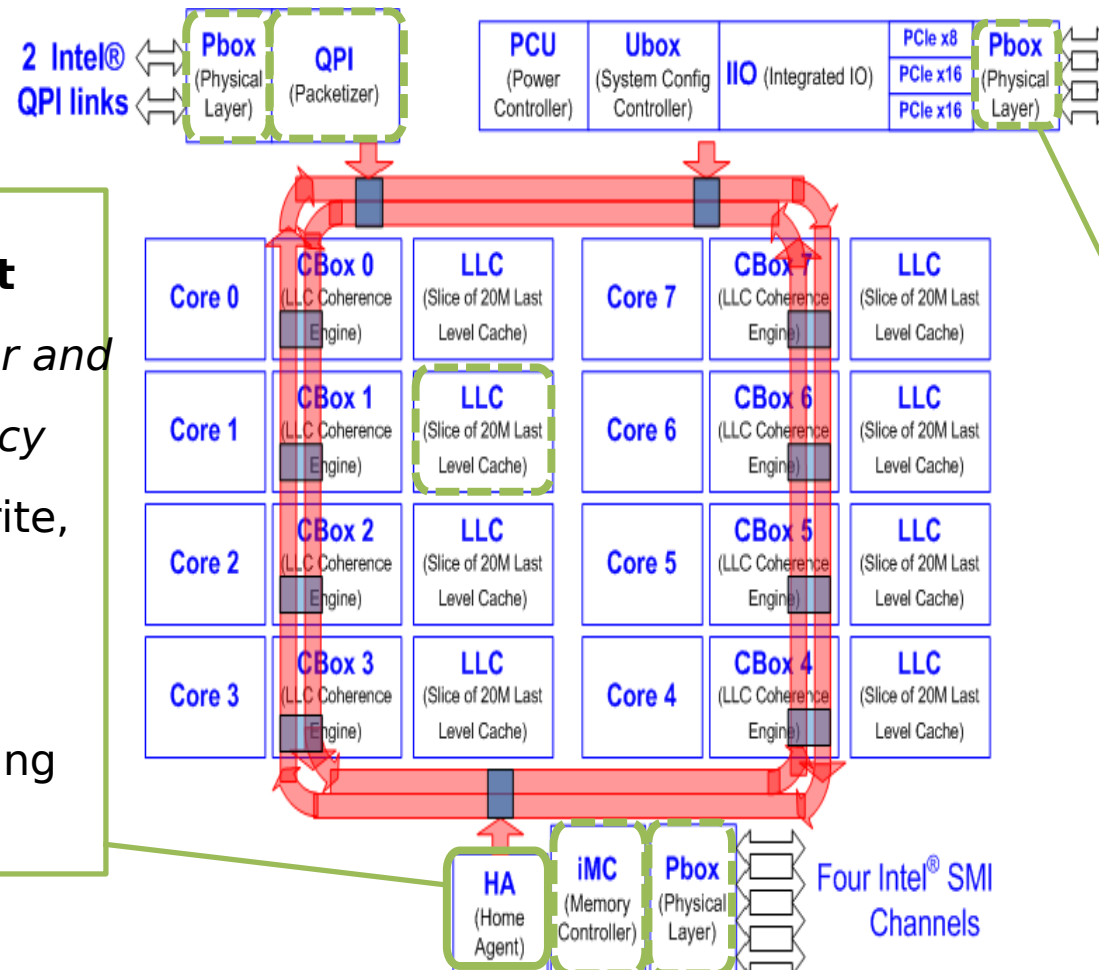 2 Intel®
QPI links
Pbox
(Physical
Layer)
QPI
(Packetizer)
PCU
(Power
Controller)
Ubox
(System Config
Controller)
IIO (Integrated IO)
PCIe x8
PCIe x16
PCIe x16
Pbox
(Physical
Layer)
t
r and
cy
rite,
ng
Core 0
CBox 0
(LLC Coherence
Engine)
LLC
(Slice of 20M Last
Level Cache)
Core 7
CBox 7
(LLC Coherence
Engine)
LLC
(Slice of 20M Last
Level Cache)
Core 1
CBox 1
(LLC Coherence
Engine)
LLC
(Slice of 20M Last
Level Cache)
Core 6
CBox 6
(LLC Coherence
Engine)
LLC
(Slice of 20M Last
Level Cache)
Core 2
CBox 2
(LLC Coherence
Engine)
LLC
(Slice of 20M Last
Level Cache)
Core 5
CBox 5
(LLC Coherence
Engine)
LLC
(Slice of 20M Last
Level Cache)
Core 3
CBox 3
(LLC Coherence
Engine)
LLC
(Slice of 20M Last
Level Cache)
Core 4
CBox 4
(LLC Coherence
Engine)
LLC
(Slice of 20M Last
Level Cache)
HA
(Home
Agent)
iMC
(Memory
Controller)
Pbox
(Physical
Layer)
Four Intel® SMI
Channels